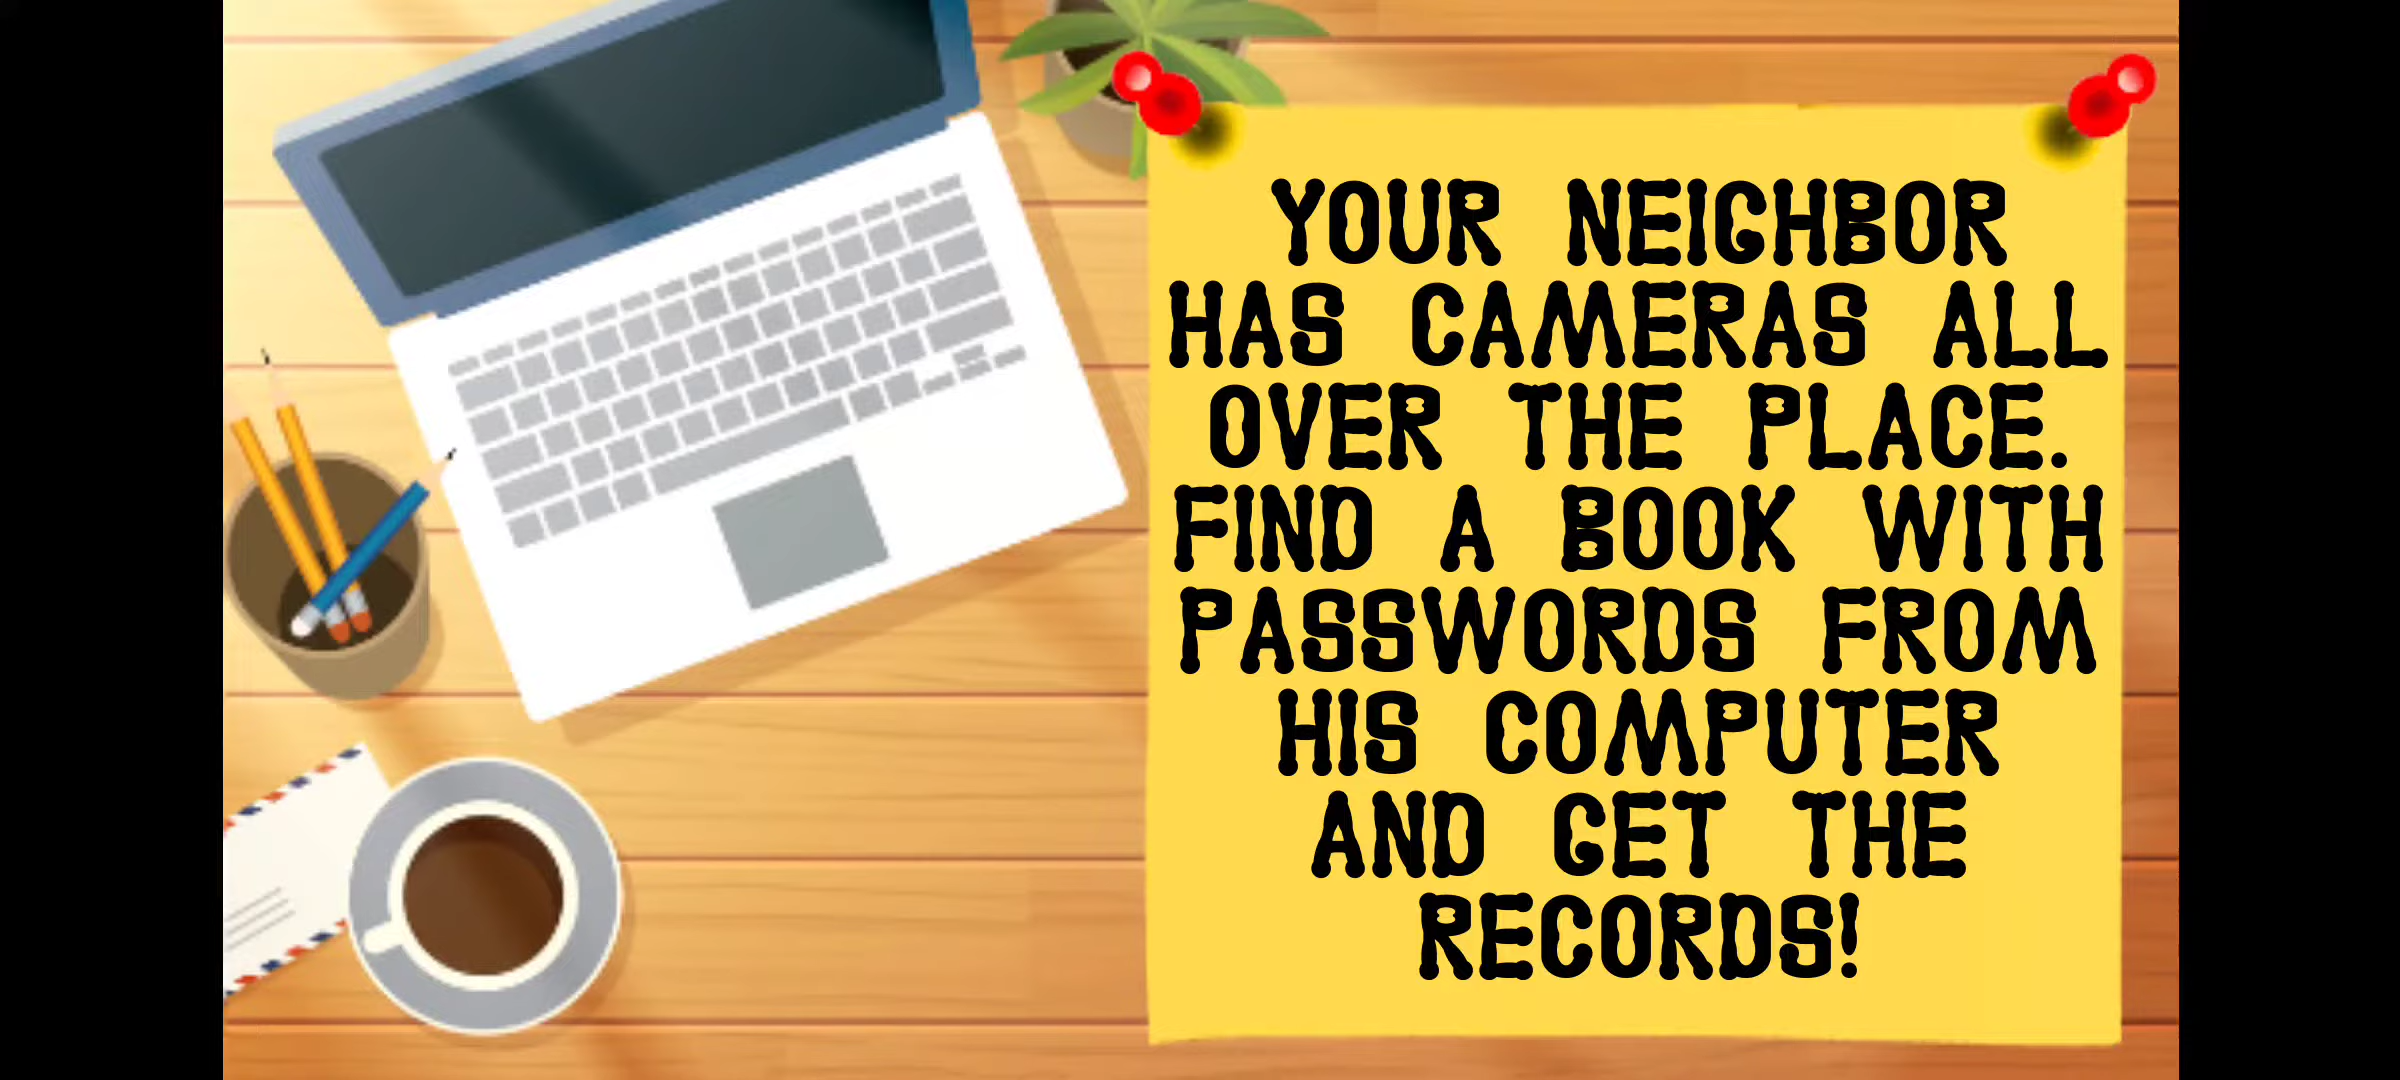 YOUR NEIGHBOR
HAS CAMERAS ALL
OVER THE PLACE.
FIND A BOOK WITH
PASSWORDS FROM
HIS COMPUTER
AND GET THE
RECORDS!